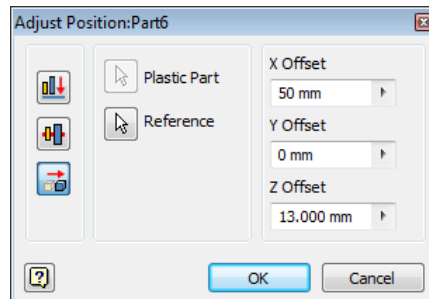 Adjust Position:Part6
Plastic Part
Reference
X Offset
50 mm
Y Offset
0 mm
Z Offset
13.000 mm
OK
Cancel